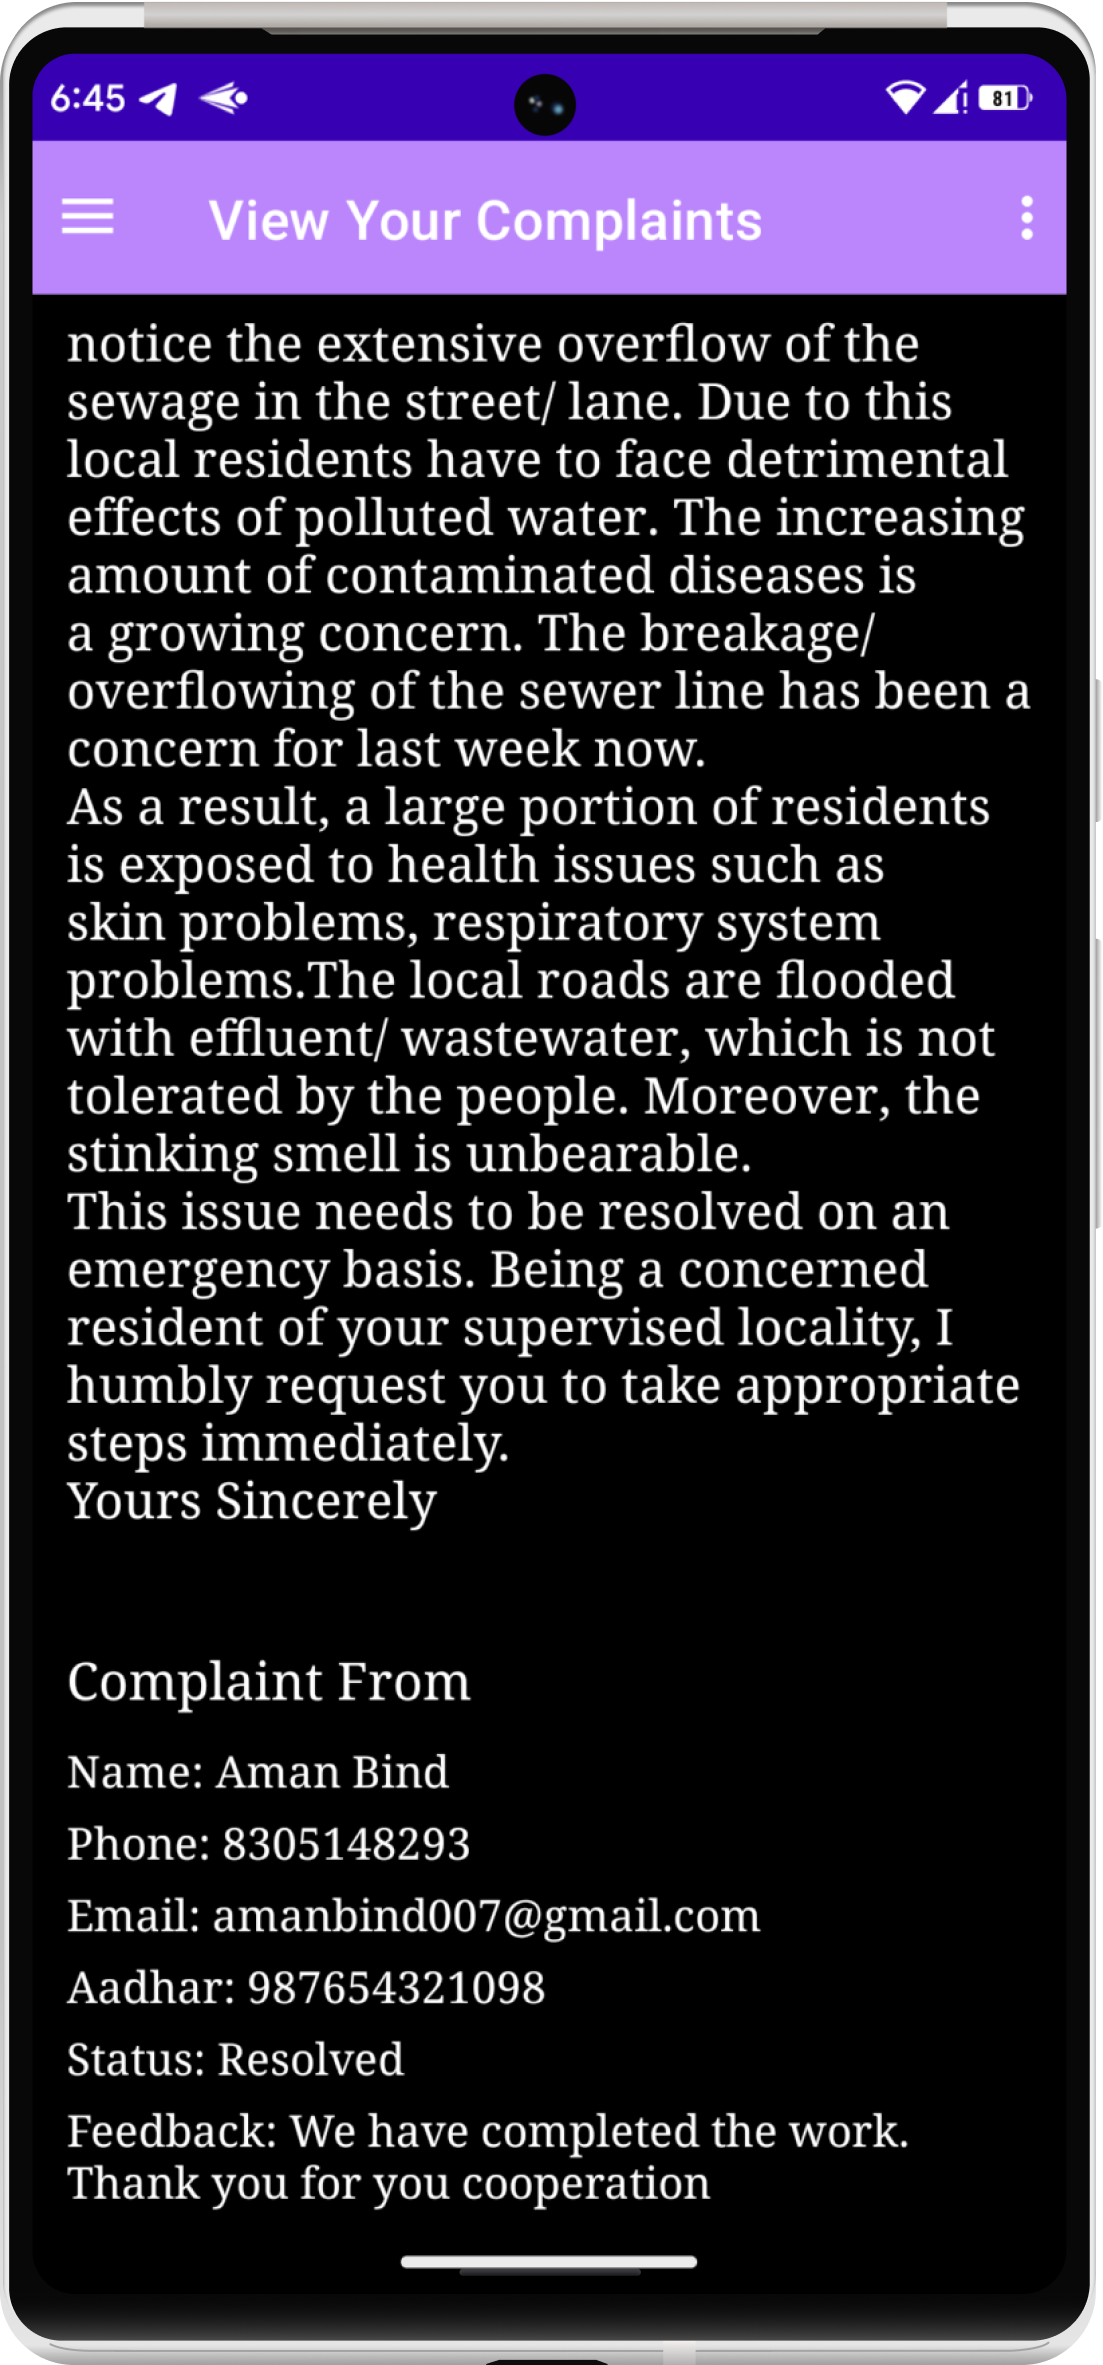 6:45
81
View Your Complaints
notice the extensive overflow of the
sewage in the street/ lane. Due to this
local residents have to face detrimental
effects of polluted water. The increasing
amount of contaminated diseases is
a growing concern. The breakage/
overflowing of the sewer line has been a
concern for last week now.
As a result, a large portion of residents
is exposed to health issues such as
skin problems, respiratory system
problems.The local roads are flooded
with effluent/ wastewater, which is not
tolerated by the people. Moreover, the
stinking smell is unbearable.
This issue needs to be resolved on an
emergency basis. Being a concerned
resident of your supervised locality, I
humbly request you to take appropriate
steps immediately.
Yours Sincerely
Complaint From
Name: Aman Bind
Phone: 8305148293
Email: amanbind007@gmail.com
Aadhar: 987654321098
Status: Resolved
Feedback: We have completed the work.
Thank you for you cooperation